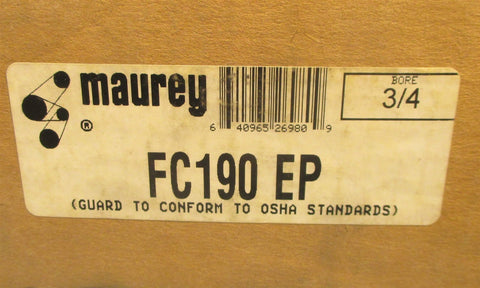 maurey
®
6 40965 26980 9
BORE
3/4
FC190 EP
(GUARD TO CONFORM TO OSHA STANDARDS)